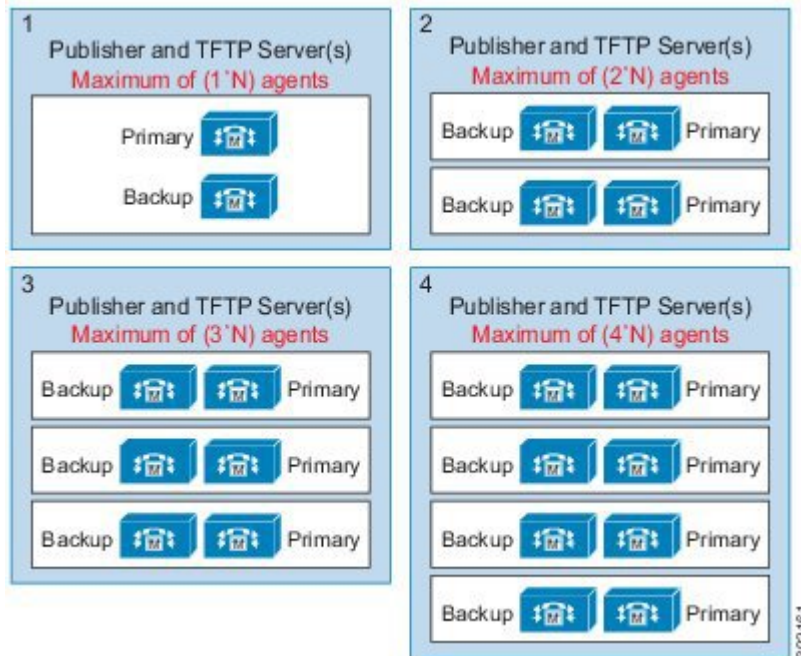 1
Publisher and TFTP Server(s)
Maximum of (1`N) agents
Primary M
Backup M
2
Publisher and TFTP Server(s)
Maximum of (2`N) agents
Backup M M Primary
Backup M M Primary
3
Publisher and TFTP Server(s)
Maximum of (3`N) agents
Backup M M Primary
Backup M M Primary
Backup M M Primary
4
Publisher and TFTP Server(s)
Maximum of (4`N) agents
Backup M M Primary
Backup M M Primary
Backup M M Primary
Backup M M Primary